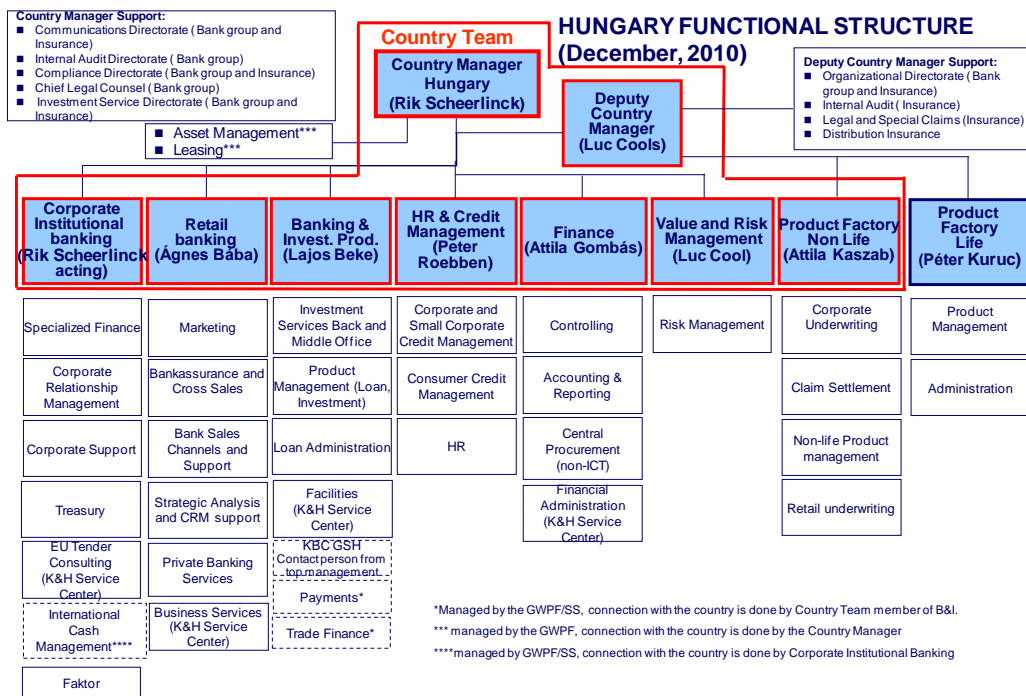 Country Manager Support:
Communications Directorate ( Bank group and
Insurance)
Internal Audit Directorate ( Bank group)
Compliance Directorate ( Bank group and Insurance)
Chief Legal Counsel ( Bank group)
Investment Service Directorate ( Bank group and
Insurance)
Country Team
HUNGARY FUNCTIONAL STRUCTURE
(December, 2010)
Country Manager
Hungary
(Rik Scheerlinck)
Deputy
Country
Manager
(Luc Cools)
Deputy Country Manager Support:
Organizational Directorate ( Bank
group and Insurance)
Internal Audit ( Insurance)
Legal and Special Claims (Insurance)
Distribution Insurance
Asset Management***
Leasing***
Corporate
Institutional
banking
(Rik Scheerlinck
acting)
Retail
banking
(Ágnes Bába)
Banking &
Invest. Prod.
(Lajos Beke)
HR & Credit
Management
(Peter
Roebben)
Finance
(Attila Gombás)
Value and Risk
Management
(Luc Cool)
Product Factory
Non Life
(Attila Kaszab)
Product
Factory
Life
(Péter Kuruc)
Specialized Finance
Corporate
Relationship
Management
Corporate Support
Treasury
EU Tender
Consulting
(K&H Service
Center)
International
Cash
Management****
Faktor
Marketing
Bankassurance and
Cross Sales
Bank Sales
Channels and
Support
Strategic Analysis
and CRM support
Private Banking
Services
Business Services
(K&H Service
Center)
Investment
Services Back and
Middle Office
Product
Management (Loan,
Investment)
Loan Administration
Facilities
(K&H Service
Center)
KBC GSH
Contactperson from
top management
Payments*
Trade Finance*
Corporate and
Small Corporate
Credit Management
Consumer Credit
Management
HR
Controlling
Accounting &
Reporting
Central
Procurement
(non-ICT)
Financial
Administration
(K&H Service
Center)
Risk Management
Corporate
Underwriting
Claim Settlement
Non-life Product
management
Retail underwriting
Product
Management
Administration
*Managed by the GWPF/SS, connection with the country is done by Country Team member of B&I.
*** managed by the GWPF, connection with the country is done by the Country Manager
****managed by GWPF/SS, connection with the country is done by Corporate Institutional Banking